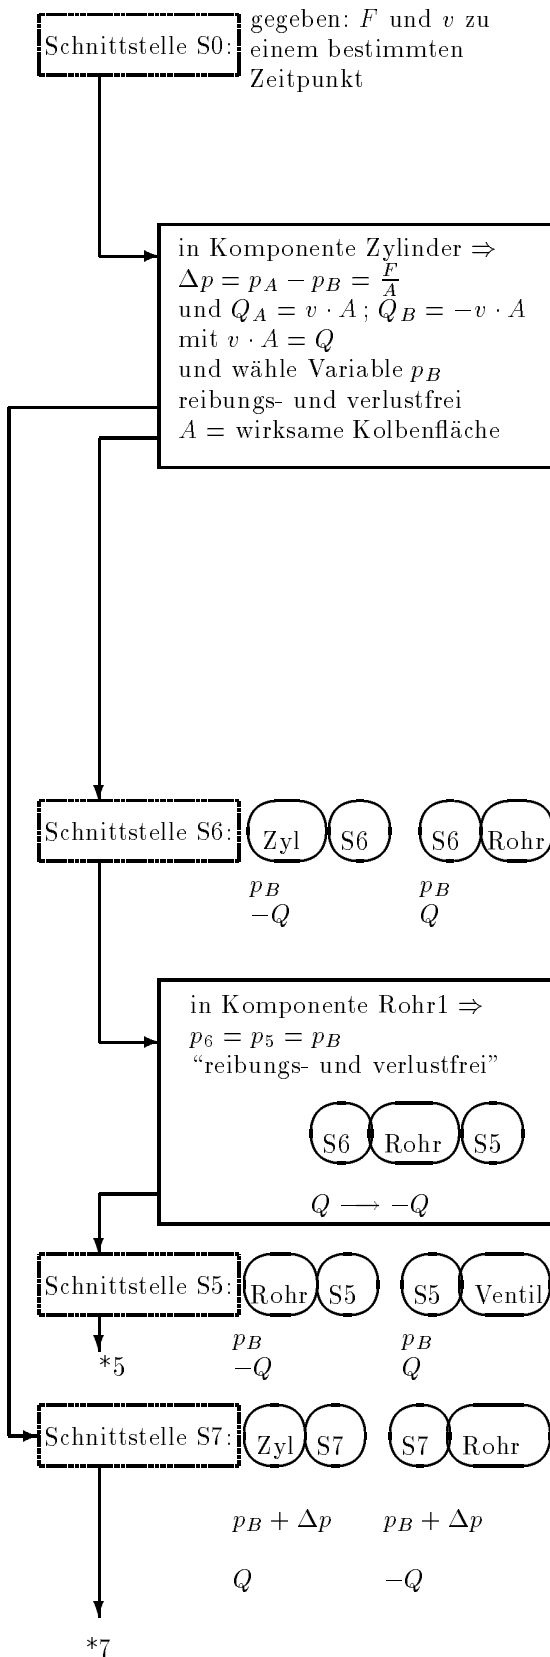 Schnittstelle S0:
gegeben: F und v zu
einem bestimmten
Zeitpunkt
in Komponente Zylinder ⇒
Δp = p_A − p_B = F/A
und Q_A = v · A ; Q_B = −v · A
mit v · A = Q
und wähle Variable p_B
reibungs- und verlustfrei
A = wirksame Kolbenfläche
Schnittstelle S6: Zyl S6 S6 Rohr
p_B p_B
−Q Q
in Komponente Rohr1 ⇒
p_6 = p_5 = p_B
“reibungs- und verlustfrei”
S6 Rohr S5
Q ⟶ −Q
Schnittstelle S5: Rohr S5 S5 Ventil
p_B p_B
−Q Q
*5
Schnittstelle S7: Zyl S7 S7 Rohr
p_B + Δp p_B + Δp
Q −Q
*7